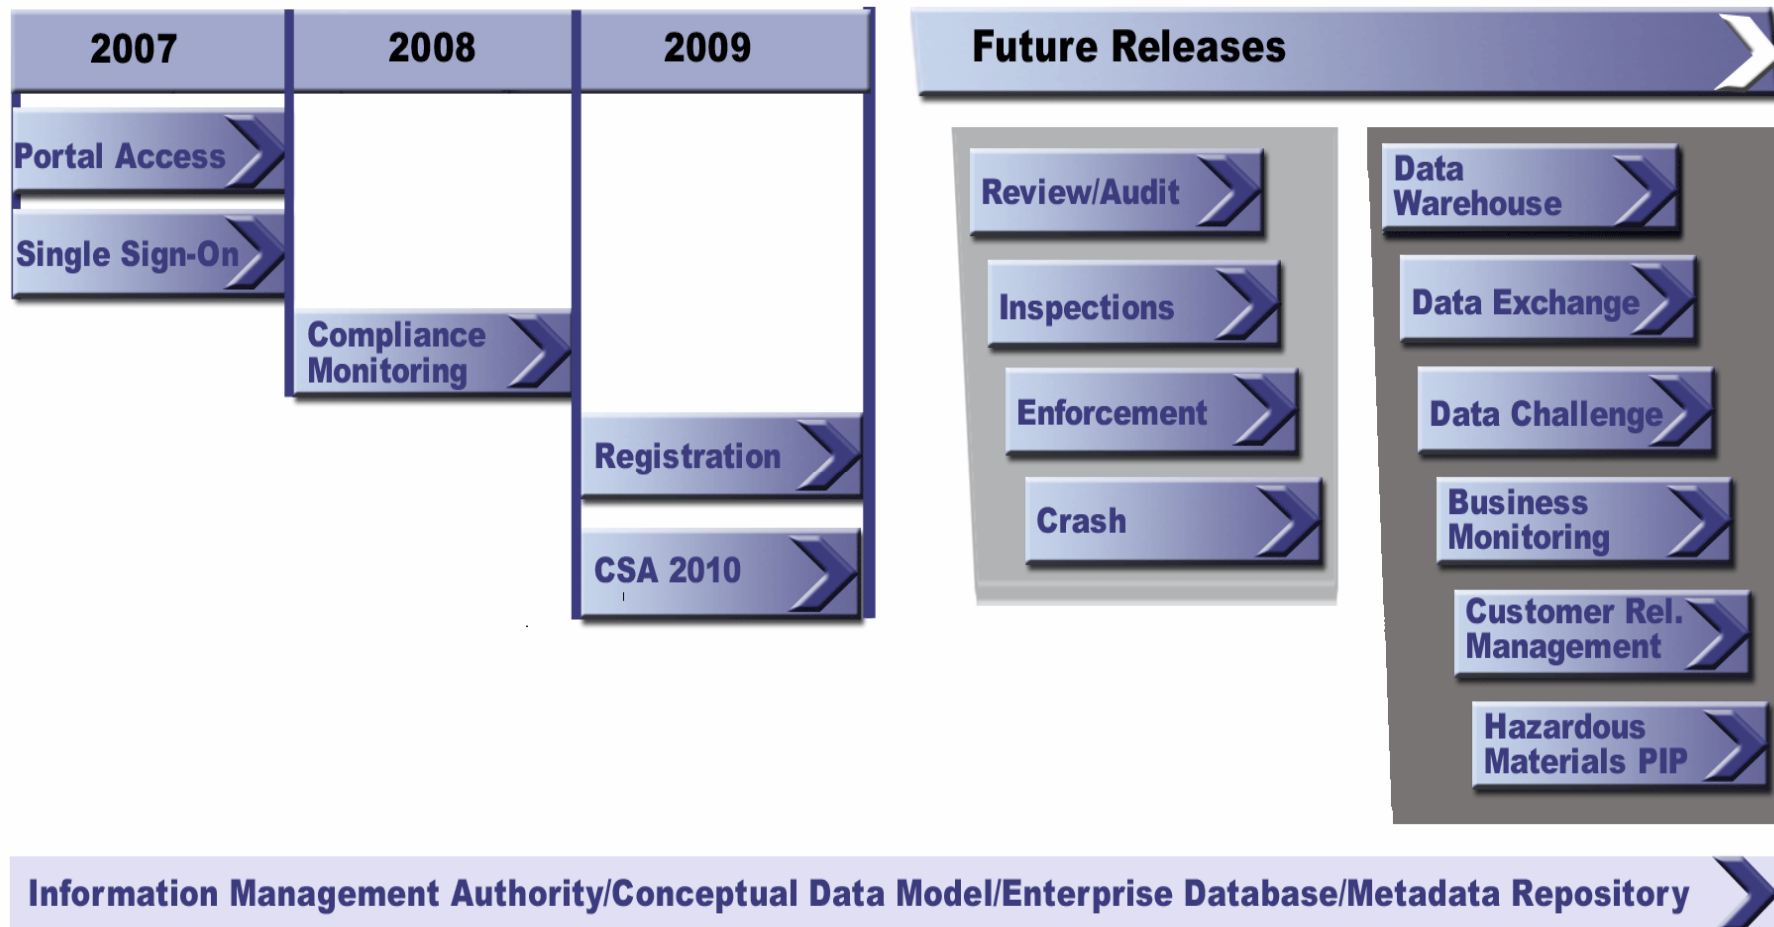 2007
2008
2009
Future Releases
Portal Access
Single Sign-On
Compliance
Monitoring
Registration
CSA 2010
Review/Audit
Inspections
Enforcement
Crash
Data
Warehouse
Data Exchange
Data Challenge
Business
Monitoring
Customer Rel.
Management
Hazardous
Materials PIP
Information Management Authority/Conceptual Data Model/Enterprise Database/Metadata Repository